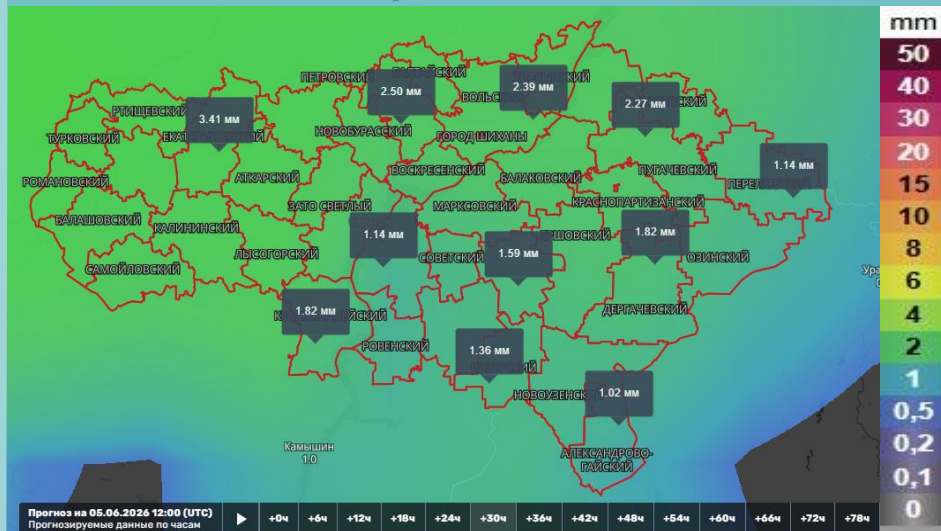 mm
50
40
30
20
15
10
8
6
4
2
1
0,5
0,2
0,1
0
ПЕТРОВСКИЙ
2.50 мм
2.39 мм
2.27 мм
РТИЩЕВСКИЙ
3.41 мм
ТУРКОВСКИЙ
НОВОБУРАССКИЙ
ГОРОД ШИХАНЫ
1.14 мм
РОМАНОВСКИЙ
АТКАРСКИЙ
ВОСКРЕСЕНСКИЙ
БАЛАКОВСКИЙ
ПУГАЧЕВСКИЙ
ЗАТО СВЕТЛЫЙ
МАРКСОВСКИЙ
КРАСНОПАРТИЗАНСКИЙ
БАЛАШОВСКИЙ
КАЛИНИНСКИЙ
1.14 мм
1.59 мм
1.82 мм
ЛЫСОГОРСКИЙ
СОВЕТСКИЙ
ОЗИНСКИЙ
САМОЙЛОВСКИЙ
1.82 мм
ДЕРГАЧЕВСКИЙ
РОВЕНСКИЙ
1.36 мм
1.02 мм
Камышин
1.0
АЛЕКСАНДРОВО-
ГАЙСКИЙ
Прогноз на 05.06.2026 12:00 (UTC)
Прогнозируемые данные по часам
+0ч +6ч +12ч +18ч +24ч +30ч +36ч +42ч +48ч +54ч +60ч +66ч +72ч +78ч